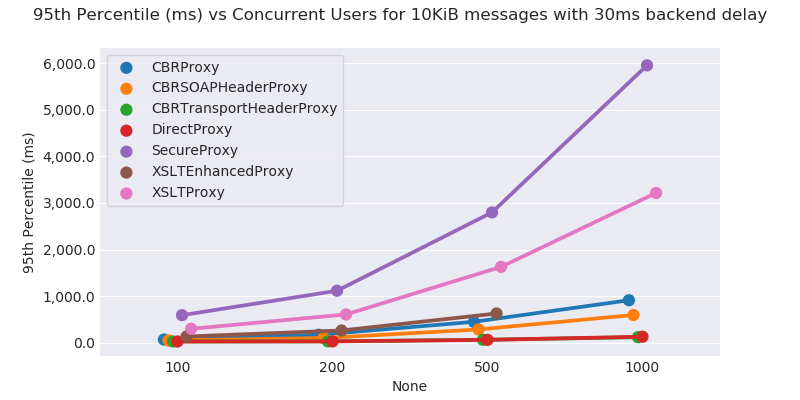 95th Percentile (ms) vs Concurrent Users for 10KiB messages with 30ms backend delay
6,000.0
5,000.0
4,000.0
3,000.0
2,000.0
1,000.0
0.0
95th Percentile (ms)
CBRProxy
CBRSOAPHeaderProxy
CBRTransportHeaderProxy
DirectProxy
SecureProxy
XSLTEnhancedProxy
XSLTProxy
100 200 500 1000
None